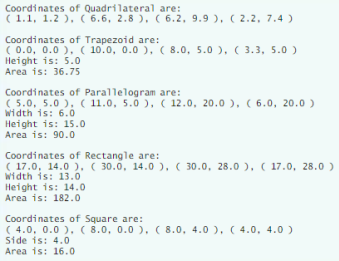 Coordinates of Quadrilateral are:
( 1.1, 1.2 ), ( 6.6, 2.8 ), ( 6.2, 9.9 ), ( 2.2, 7.4 )
Coordinates of Trapezoid are:
( 0.0, 0.0 ), ( 10.0, 0.0 ), ( 8.0, 5.0 ), ( 3.3, 5.0 )
Height is: 5.0
Area is: 36.75
Coordinates of Parallelogram are:
( 5.0, 5.0 ), ( 11.0, 5.0 ), ( 12.0, 20.0 ), ( 6.0, 20.0 )
Width is: 6.0
Height is: 15.0
Area is: 90.0
Coordinates of Rectangle are:
( 17.0, 14.0 ), ( 30.0, 14.0 ), ( 30.0, 28.0 ), ( 17.0, 28.0 )
Width is: 13.0
Height is: 14.0
Area is: 182.0
Coordinates of Square are:
( 4.0, 0.0 ), ( 8.0, 0.0 ), ( 8.0, 4.0 ), ( 4.0, 4.0 )
Side is: 4.0
Area is: 16.0